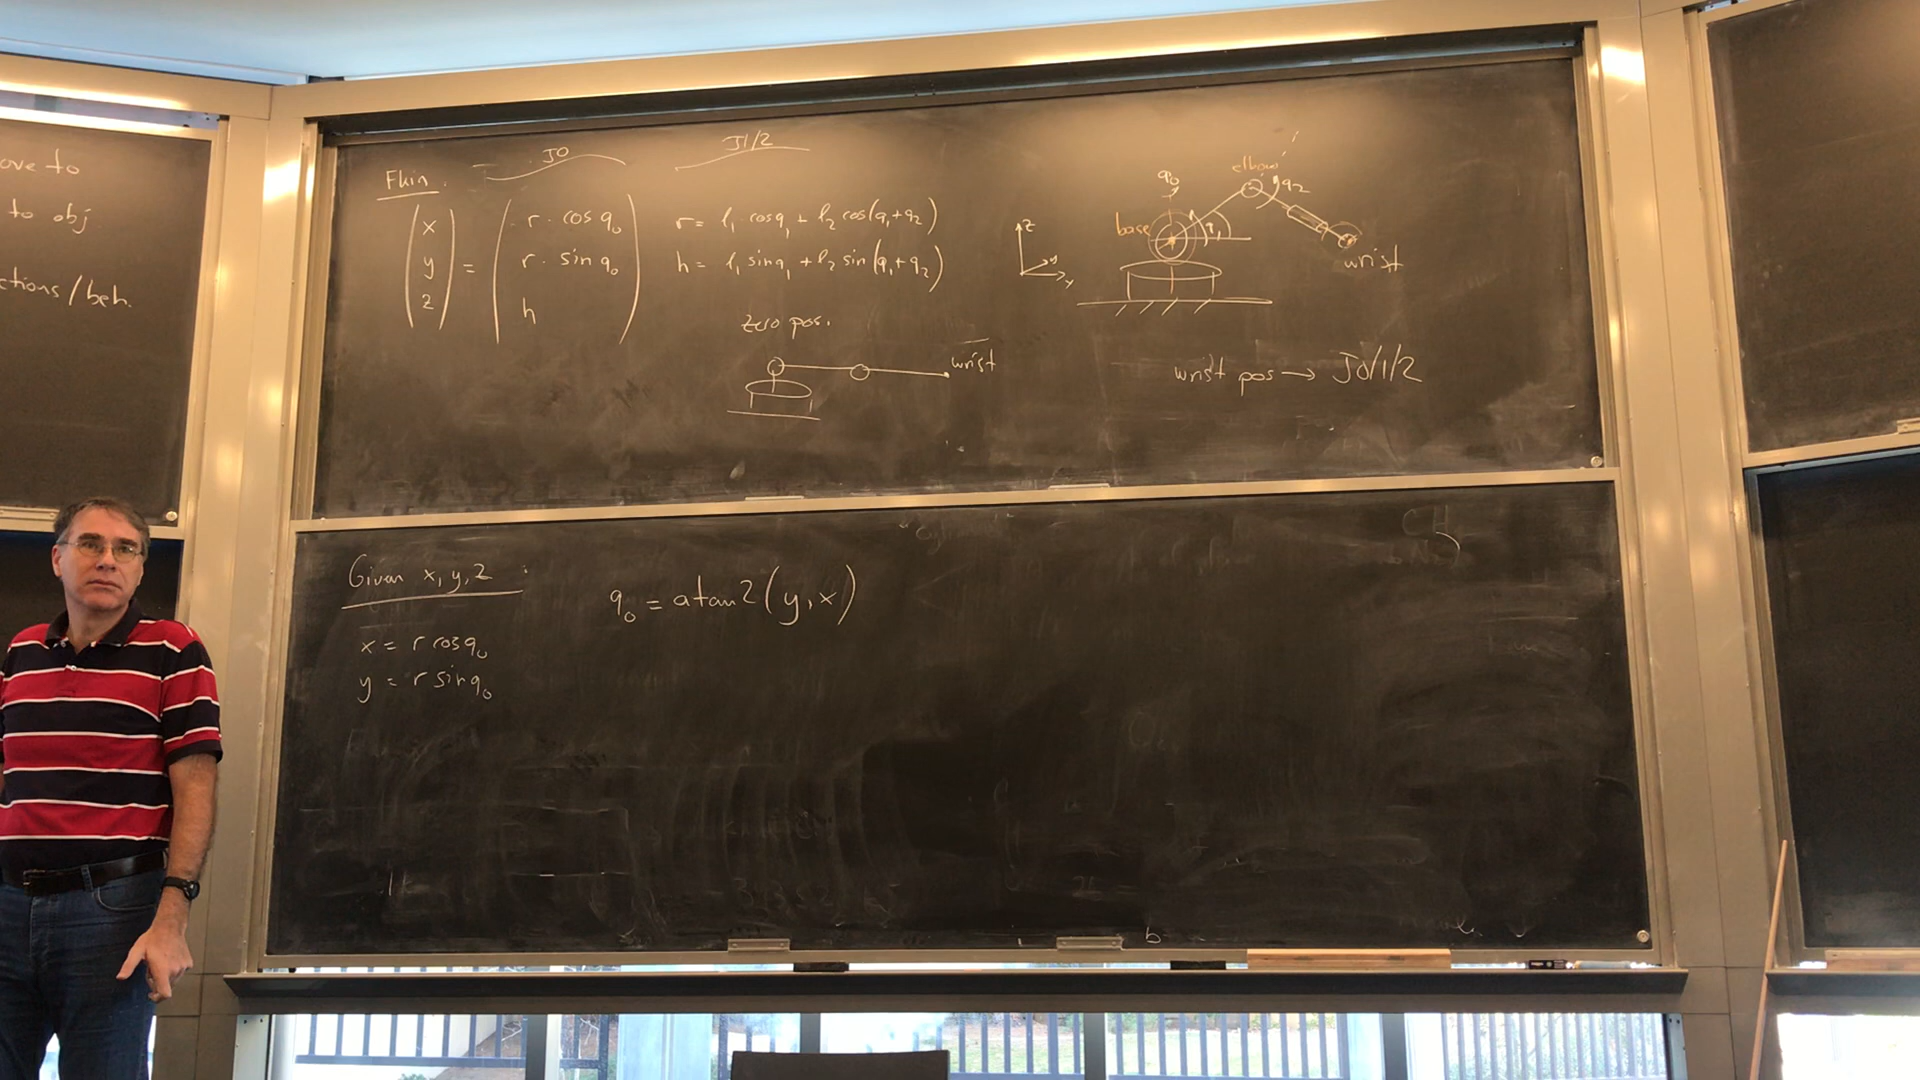 ove to
to obj
ctions/beh.
Fkin.
J0
J1/2
( x y z ) = ( r · cos q₀
r · sin q₀
h )
r = l₁ · cos q₁ + l₂ cos(q₁+q₂)
h = l₁ sin q₁ + l₂ sin(q₁+q₂)
zero pos.
wrist
z
y
x
q₀
elbow
q₂
base
q₁
wrist
wrist pos → J0/1/2
Given x, y, z :
x = r cos q₀
y = r sin q₀
q₀ = atan2(y, x)